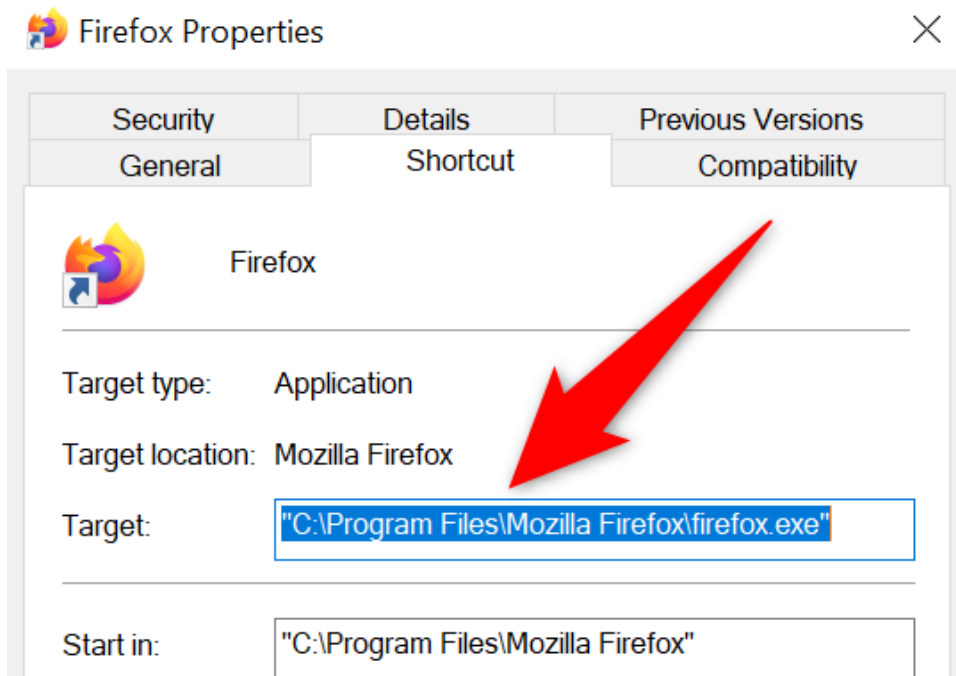 Firefox Properties
Security Details Previous Versions
General Shortcut Compatibility
Firefox
Target type: Application
Target location: Mozilla Firefox
Target: "C:\Program Files\Mozilla Firefox\firefox.exe"
Start in: "C:\Program Files\Mozilla Firefox"